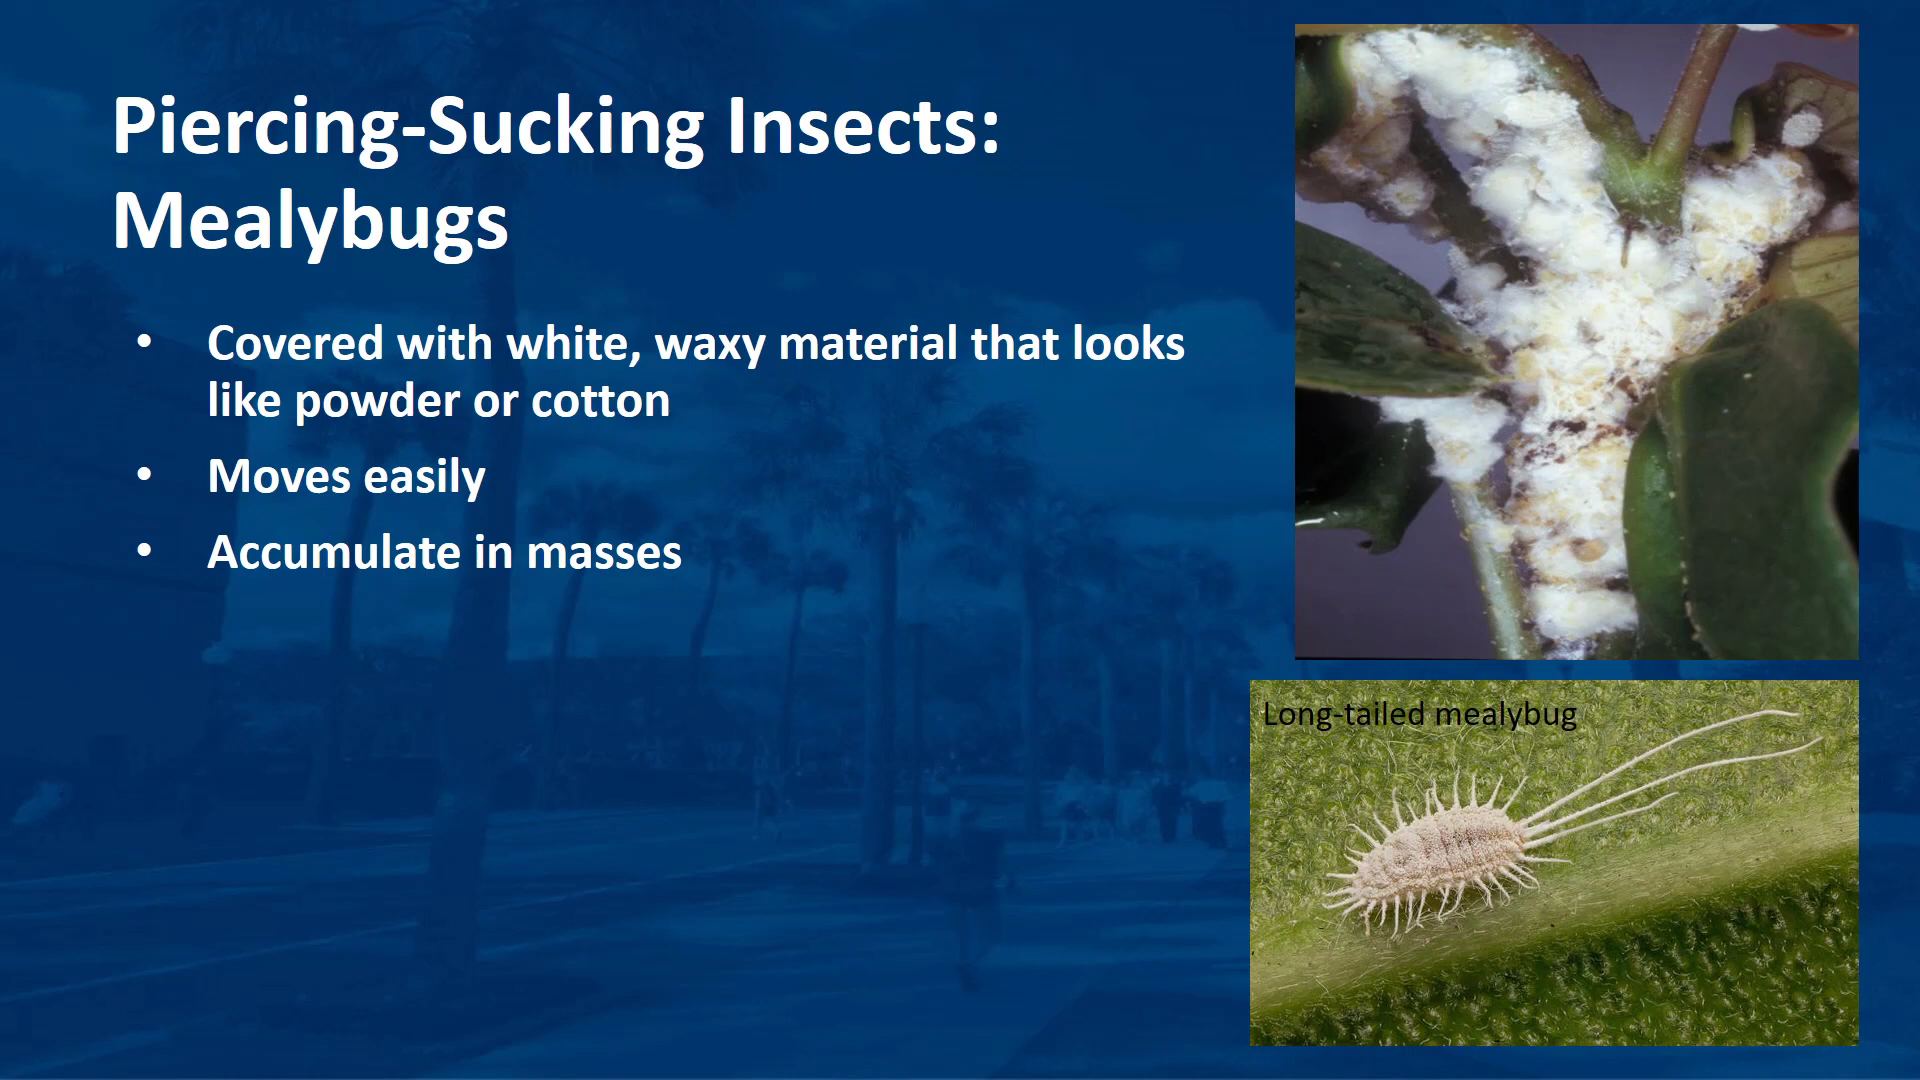 Piercing-Sucking Insects:
Mealybugs
• Covered with white, waxy material that looks
like powder or cotton
• Moves easily
• Accumulate in masses
Long-tailed mealybug